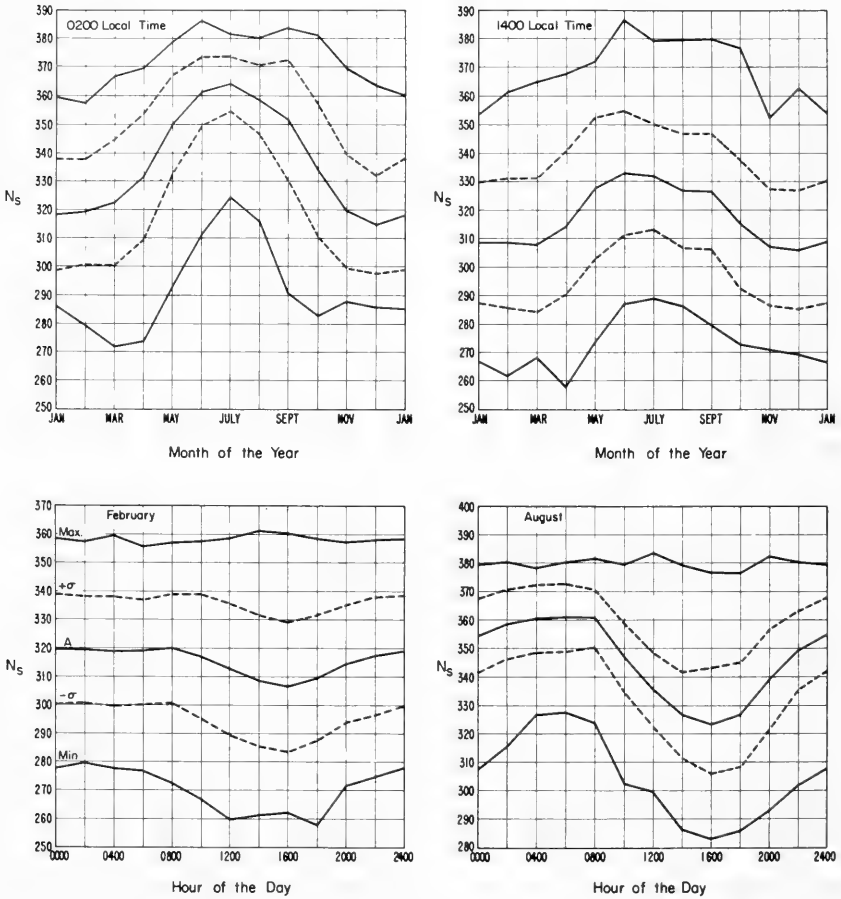 0200 Local Time
390
380
370
360
350
340
330
320
310
300
290
280
270
260
250
Ns
JAN MAR MAY JULY SEPT NOV JAN
Month of the Year
1400 Local Time
390
380
370
360
350
340
330
320
310
300
290
280
270
260
250
Ns
JAN MAR MAY JULY SEPT NOV JAN
Month of the Year
February
370
360
350
340
330
320
310
300
290
280
270
260
250
Ns
Max.
+σ
A
-σ
Min
0000 0400 0800 1200 1600 2000 2400
Hour of the Day
August
400
390
380
370
360
350
340
330
320
310
300
290
280
Ns
0000 0400 0800 1200 1600 2000 2400
Hour of the Day